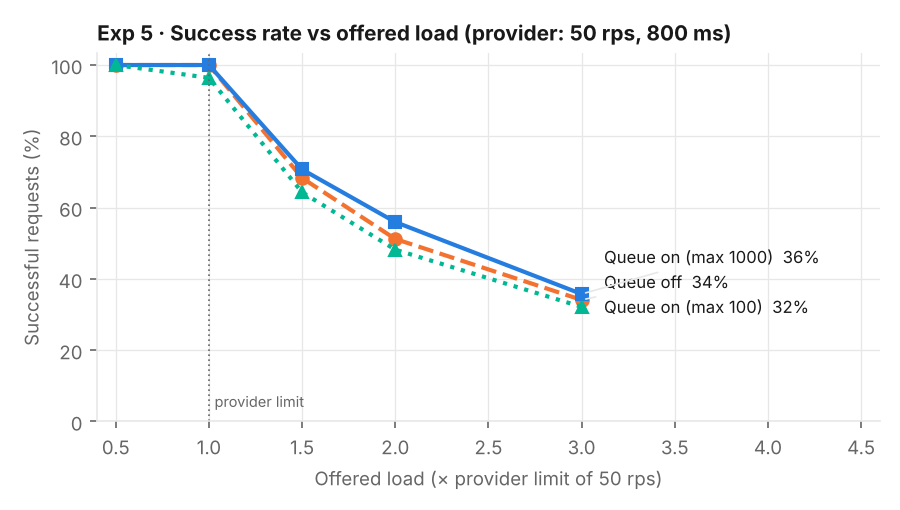 Exp 5 · Success rate vs offered load (provider: 50 rps, 800 ms)
Successful requests (%)
100
80
60
40
20
0
Queue on (max 1000) 36%
Queue off 34%
Queue on (max 100) 32%
provider limit
0.5 1.0 1.5 2.0 2.5 3.0 3.5 4.0 4.5
Offered load (× provider limit of 50 rps)